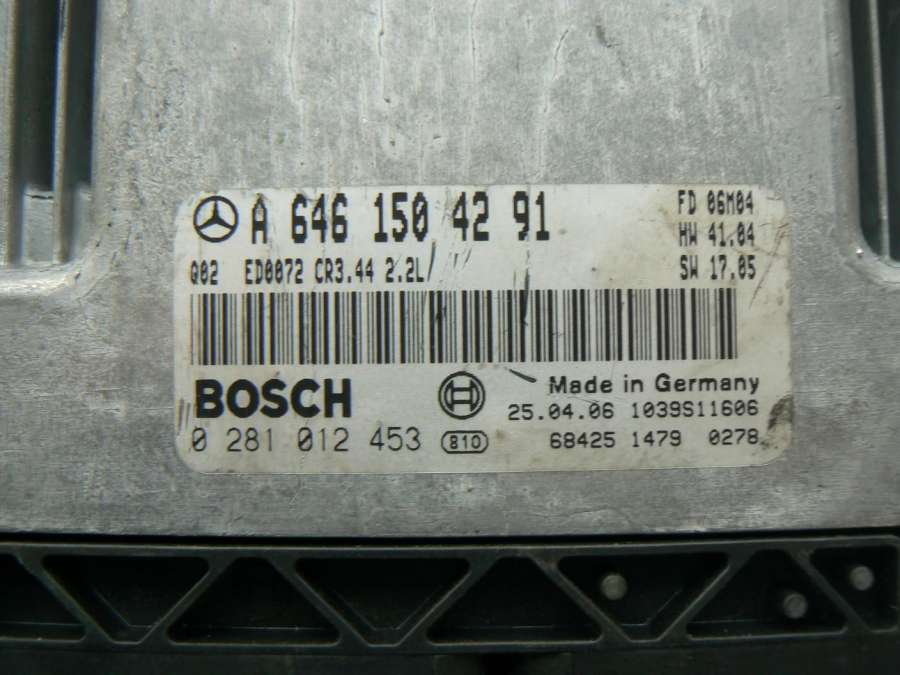 A 646 150 42 91
FD 06M04
HW 41.04
Q02 ED0072 CR3.44 2.2L
SW 17.05
BOSCH
Made in Germany
25.04.06 1039S11606
0 281 012 453 810
68425 1479 0278